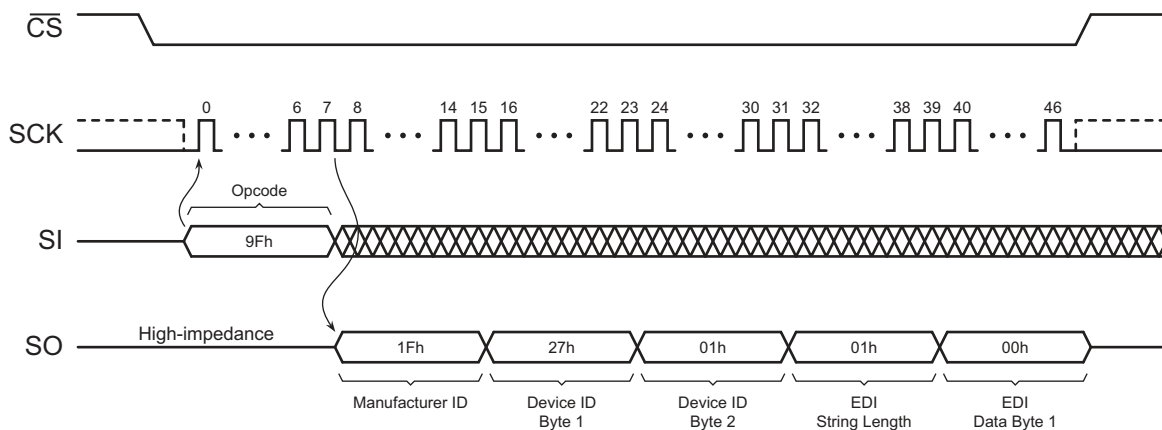 CS
0 6 7 8 14 15 16 22 23 24 30 31 32 38 39 40 46
SCK
Opcode
SI
9Fh
High-impedance
SO
1Fh 27h 01h 01h 00h
Manufacturer ID Device ID EDI
Byte 1 Device ID
Byte 2 EDI
String Length EDI
Data Byte 1